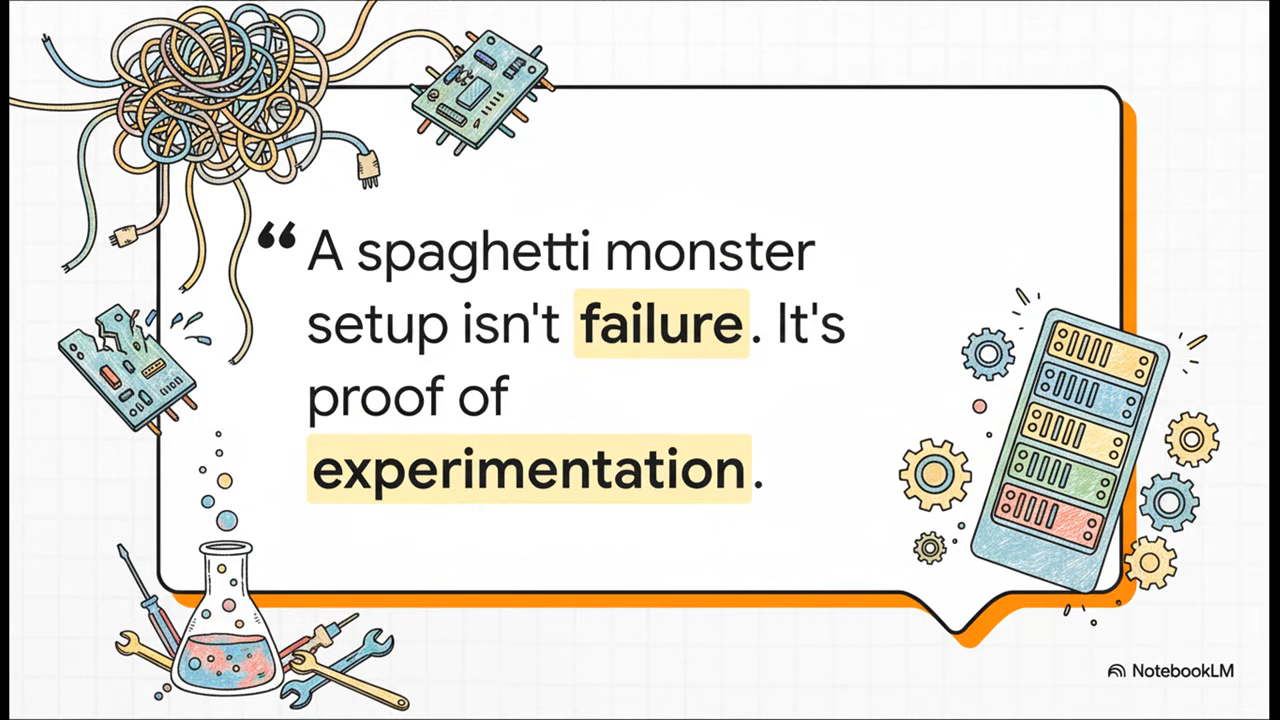 “A spaghetti monster
setup isn't failure. It's
proof of
experimentation.
NotebookLM